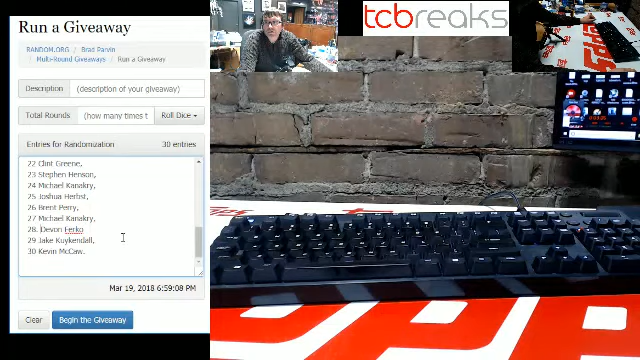 Run a Giveaway
RANDOM.ORG Brad Parvin
Multi-Round Giveaways Run a Giveaway
Description (description of your giveaway)
Total Rounds (how many times t Roll Dice
Entries for Randomization 30 entries
22 Clint Greene,
23 Stephen Henson,
24 Michael Kanakry,
25 Joshua Herbst,
26 Brent Perry,
27 Michael Kanakry,
28. Devon Ferko
29 Jake Kuykendall,
30 Kevin McCaw.
Mar 19, 2018 6:59:08 PM
Clear Begin the Giveaway
tcbreaks